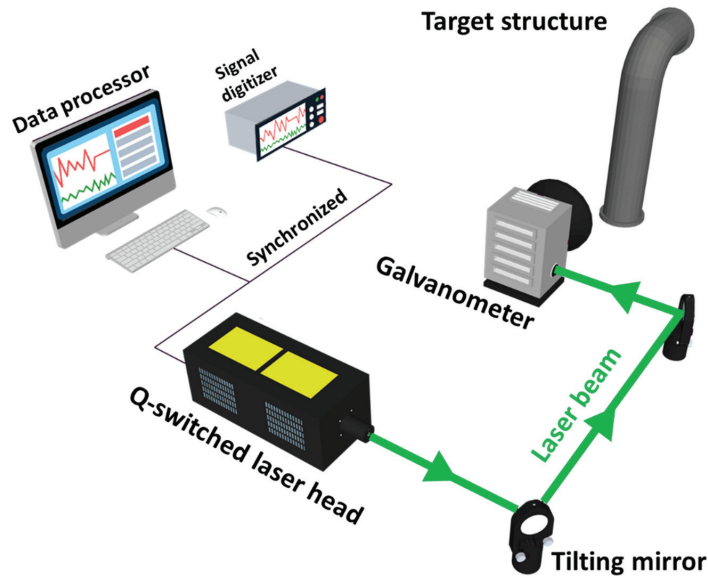 Target structure
Signal
digitizer
Data processor
Synchronized
Galvanometer
Laser beam
Q-switched laser head
Tilting mirror